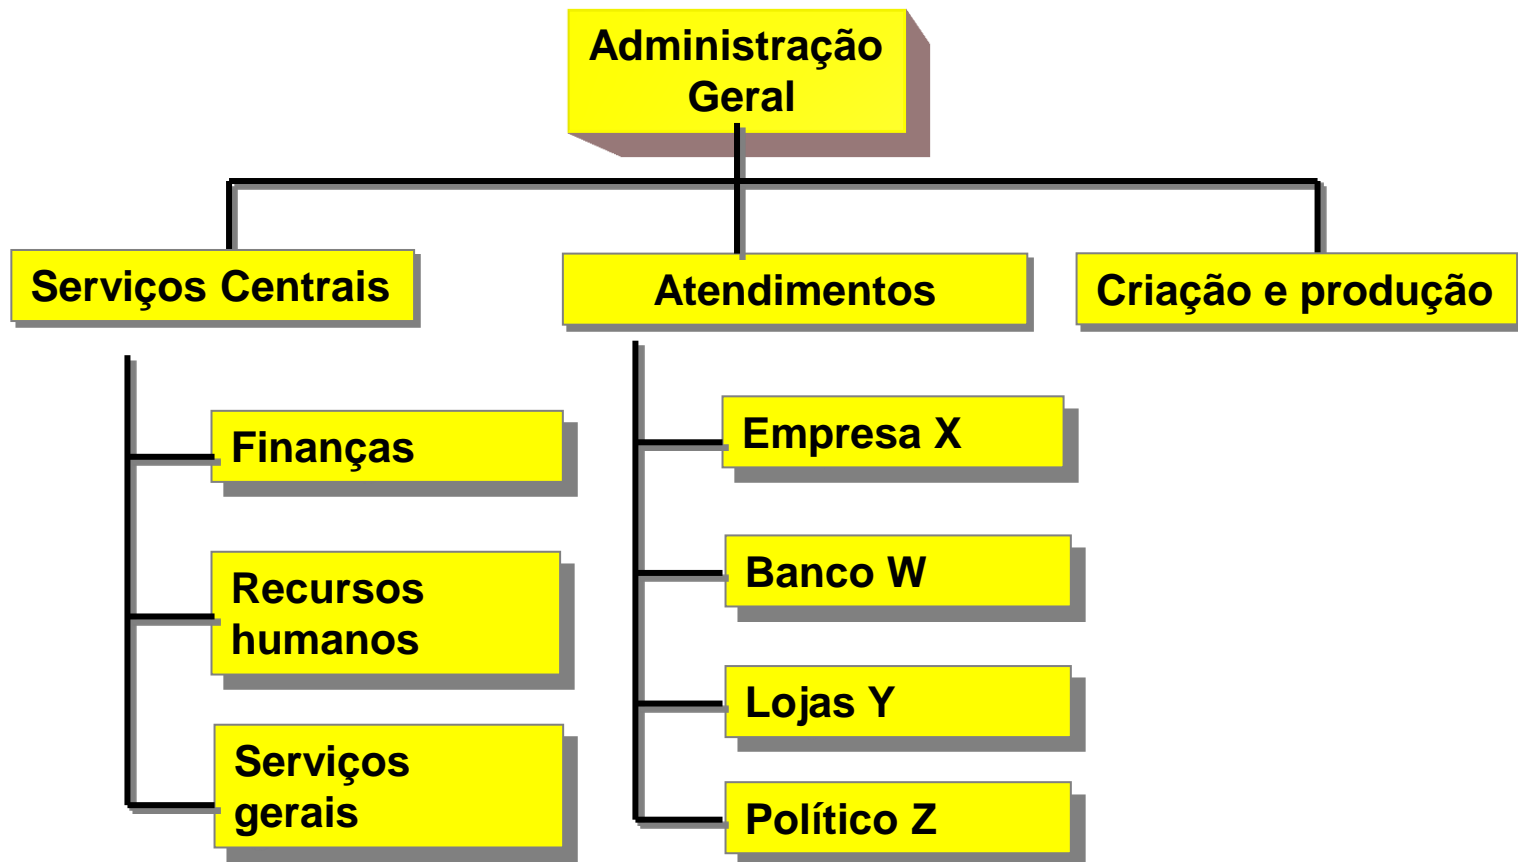 Administração
Geral
Serviços Centrais
Atendimentos
Criação e produção
Finanças
Recursos
humanos
Serviços
gerais
Empresa X
Banco W
Lojas Y
Político Z